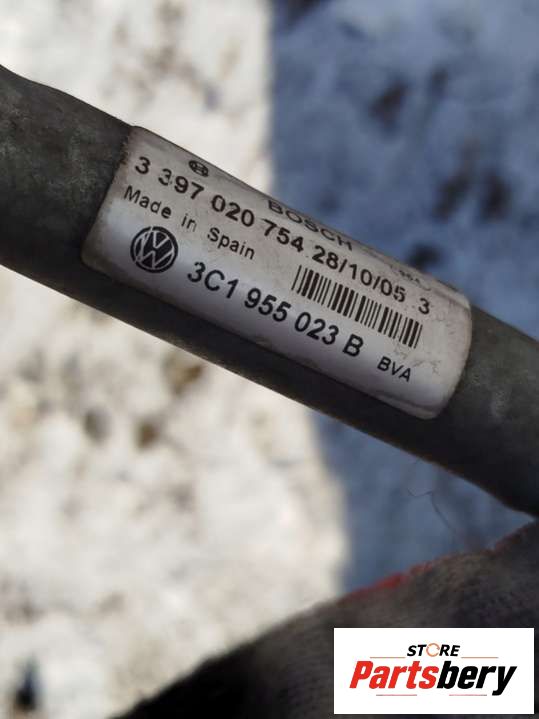 BOSCH
3 397 020 754 28/10/05 3
Made in Spain
3C1 955 023 B BVA
STORE
Partsbery